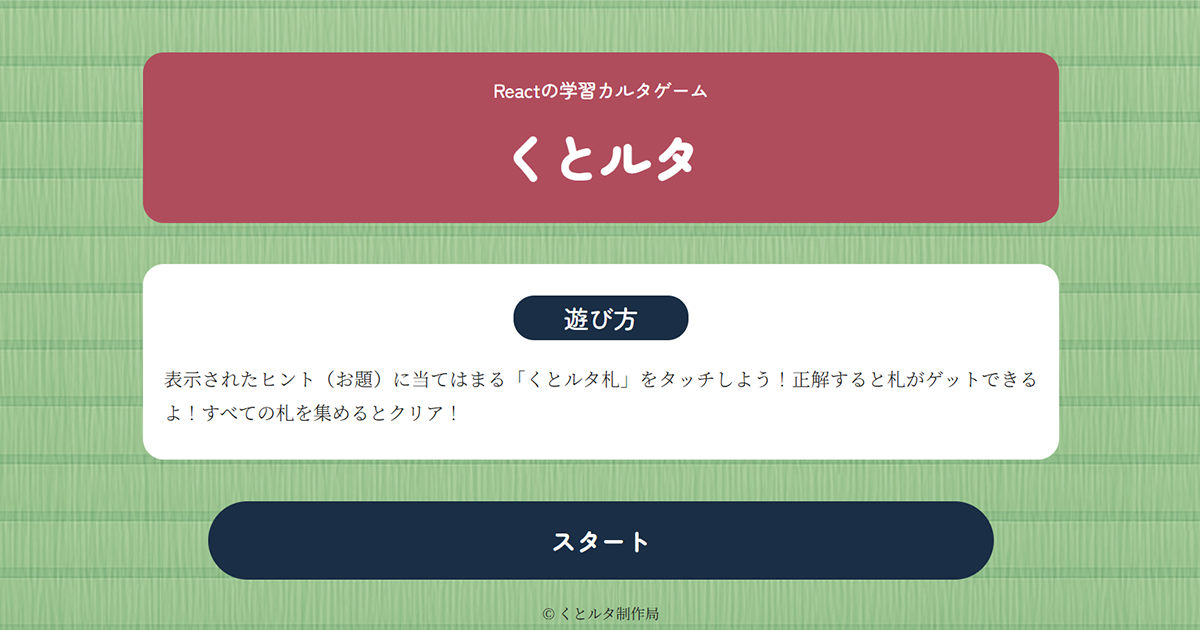 Reactの学習カルタゲーム
くとルタ
遊び方
表示されたヒント（お題）に当てはまる「くとルタ札」をタッチしよう！正解すると札がゲットできる
よ！すべての札を集めるとクリア！
スタート
© くとルタ制作局